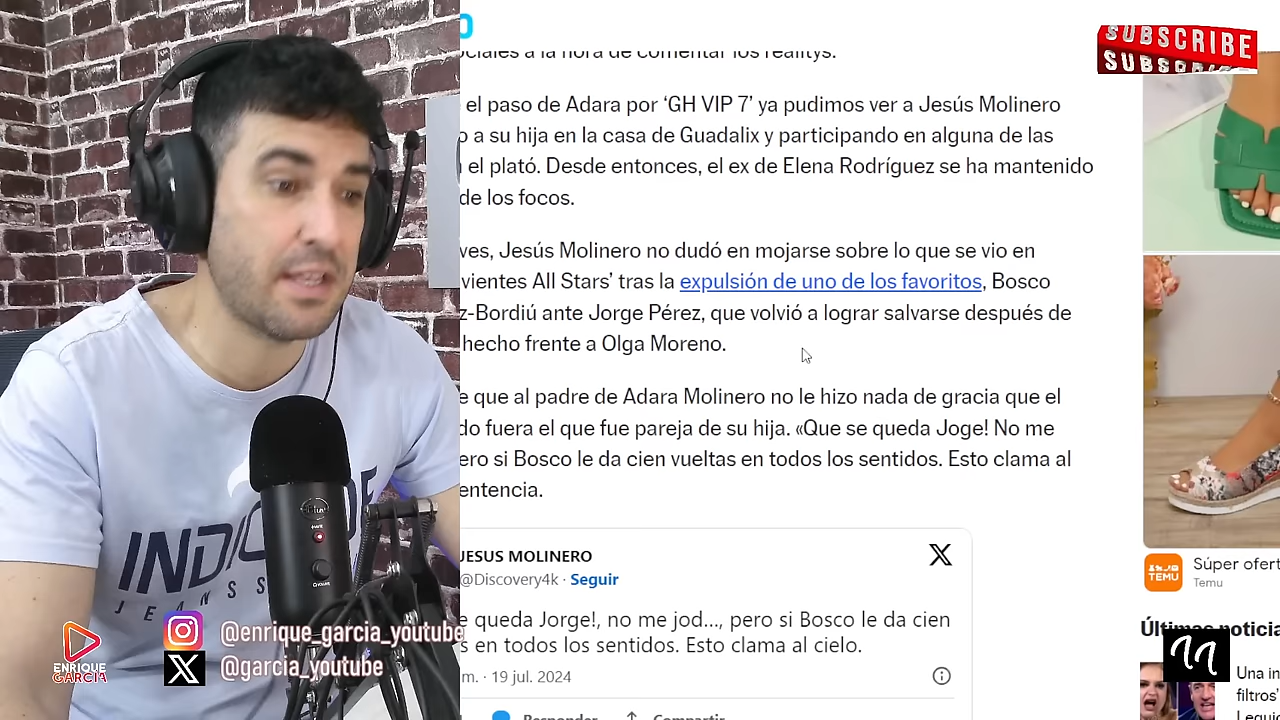 SUBSCRIBE
ociales a la hora de comentar los realitys.
el paso de Adara por ‘GH VIP 7’ ya pudimos ver a Jesús Molinero
a su hija en la casa de Guadalix y participando en alguna de las
el plató. Desde entonces, el ex de Elena Rodríguez se ha mantenido
de los focos.
ves, Jesús Molinero no dudó en mojarse sobre lo que se vio en
vientes All Stars’ tras la expulsión de uno de los favoritos, Bosco
z-Bordiú ante Jorge Pérez, que volvió a lograr salvarse después de
hecho frente a Olga Moreno.
e que al padre de Adara Molinero no le hizo nada de gracia que el
do fuera el que fue pareja de su hija. «Que se queda Joge! No me
ero si Bosco le da cien vueltas en todos los sentidos. Esto clama al
entencia.
JESUS MOLINERO
@Discovery4k · Seguir
e queda Jorge!, no me jod..., pero si Bosco le da cien
s en todos los sentidos. Esto clama al cielo.
m. · 19 jul. 2024
Responder Compartir
INDICODE
JEANS
ENRIQUE
GARCIA
@enrique_garcia_youtube
@garcia_youtube
TEMU
Súper ofert
Temu
Últimas noticia
Una in
filtros’
Lequio